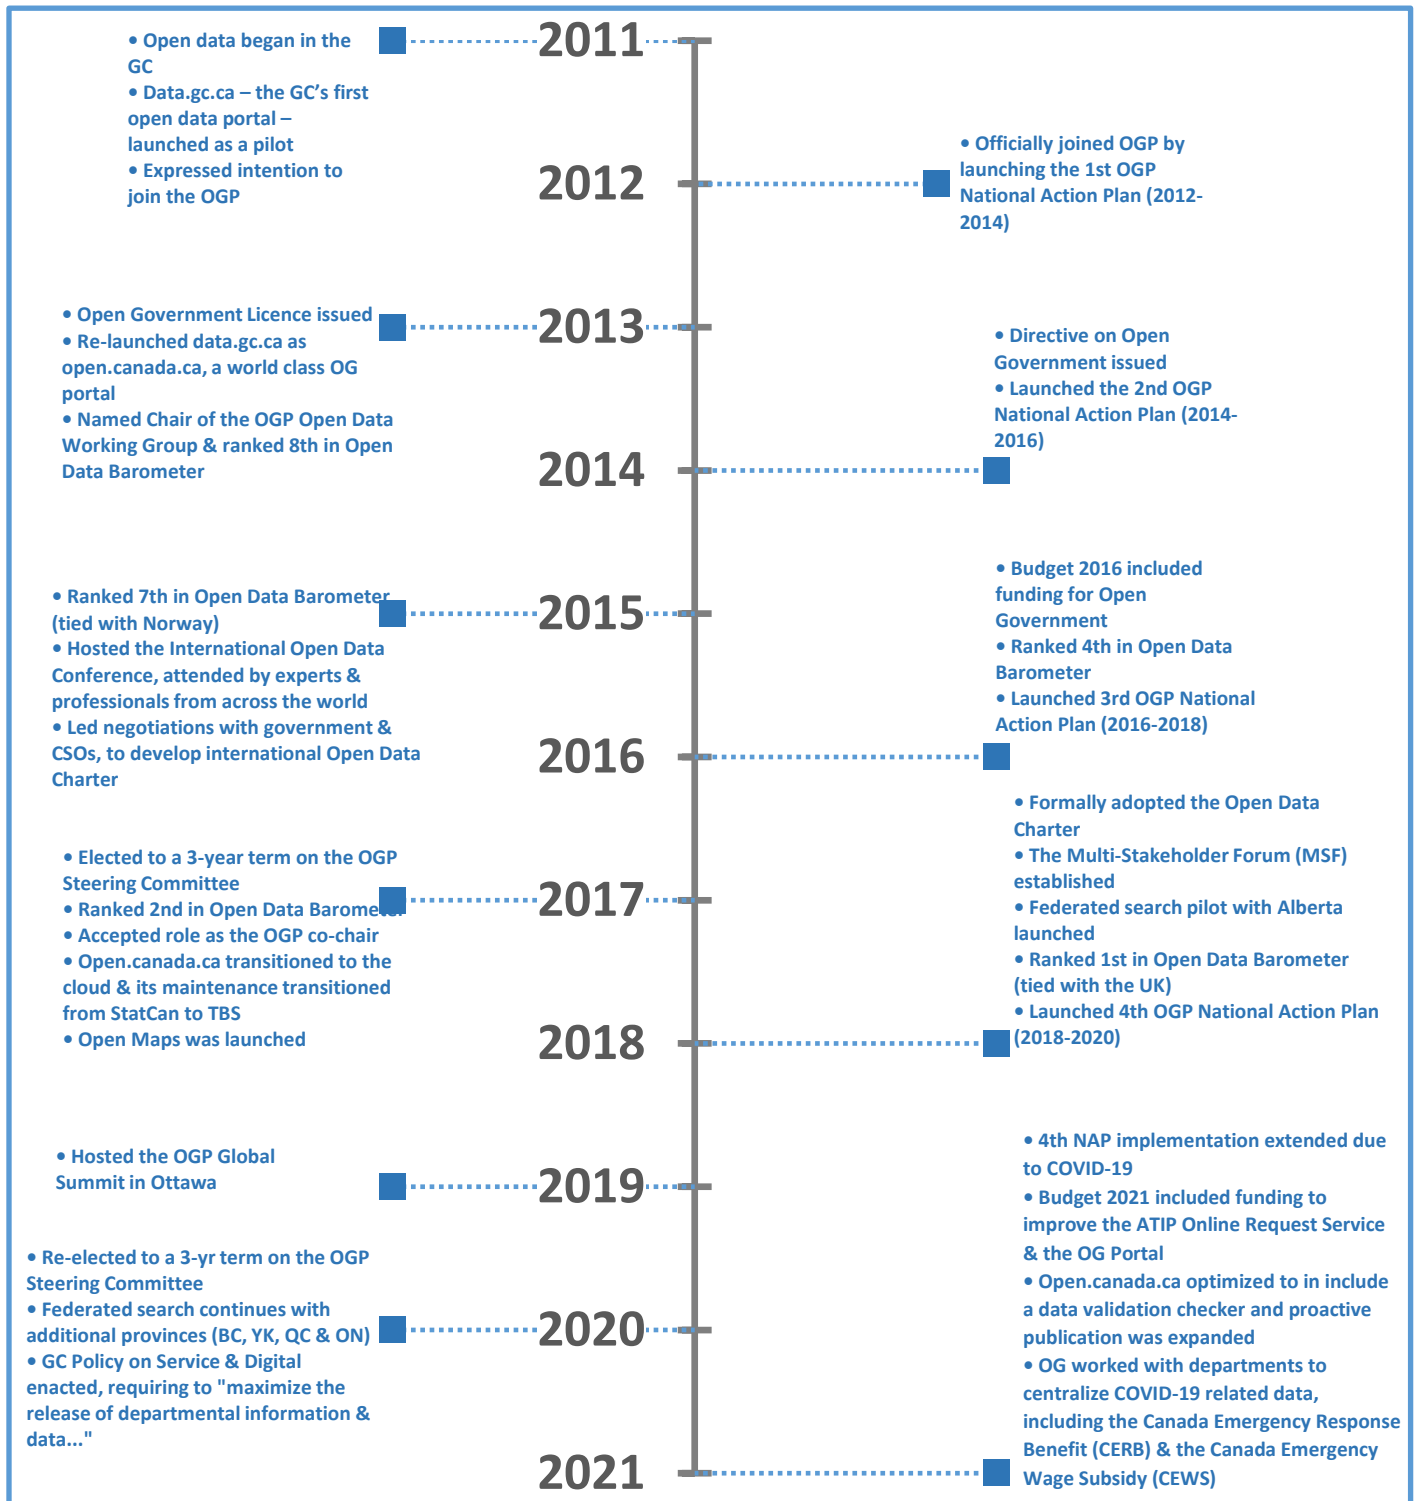 2011
• Open data began in the
GC
• Data.gc.ca – the GC's first
open data portal –
launched as a pilot
• Expressed intention to
join the OGP
2012
• Officially joined OGP by
launching the 1st OGP
National Action Plan (2012-
2014)
2013
• Open Government Licence issued
• Re-launched data.gc.ca as
open.canada.ca, a world class OG
portal
• Named Chair of the OGP Open Data
Working Group & ranked 8th in Open
Data Barometer
2014
• Directive on Open
Government issued
• Launched the 2nd OGP
National Action Plan (2014-
2016)
2015
• Ranked 7th in Open Data Barometer
(tied with Norway)
• Hosted the International Open Data
Conference, attended by experts &
professionals from across the world
• Led negotiations with government &
CSOs, to develop international Open Data
Charter
2016
• Budget 2016 included
funding for Open
Government
• Ranked 4th in Open Data
Barometer
• Launched 3rd OGP National
Action Plan (2016-2018)
2017
• Elected to a 3-year term on the OGP
Steering Committee
• Ranked 2nd in Open Data Barometer
• Accepted role as the OGP co-chair
• Open.canada.ca transitioned to the
cloud & its maintenance transitioned
from StatCan to TBS
• Open Maps was launched
2018
• Formally adopted the Open Data
Charter
• The Multi-Stakeholder Forum (MSF)
established
• Federated search pilot with Alberta
launched
• Ranked 1st in Open Data Barometer
(tied with the UK)
• Launched 4th OGP National Action Plan
(2018-2020)
2019
• Hosted the OGP Global
Summit in Ottawa
2020
• Re-elected to a 3-yr term on the OGP
Steering Committee
• Federated search continues with
additional provinces (BC, YK, QC & ON)
• GC Policy on Service & Digital
enacted, requiring to "maximize the
release of departmental information &
data..."
2021
• 4th NAP implementation extended due
to COVID-19
• Budget 2021 included funding to
improve the ATIP Online Request Service
& the OG Portal
• Open.canada.ca optimized to in include
a data validation checker and proactive
publication was expanded
• OG worked with departments to
centralize COVID-19 related data,
including the Canada Emergency Response
Benefit (CERB) & the Canada Emergency
Wage Subsidy (CEWS)